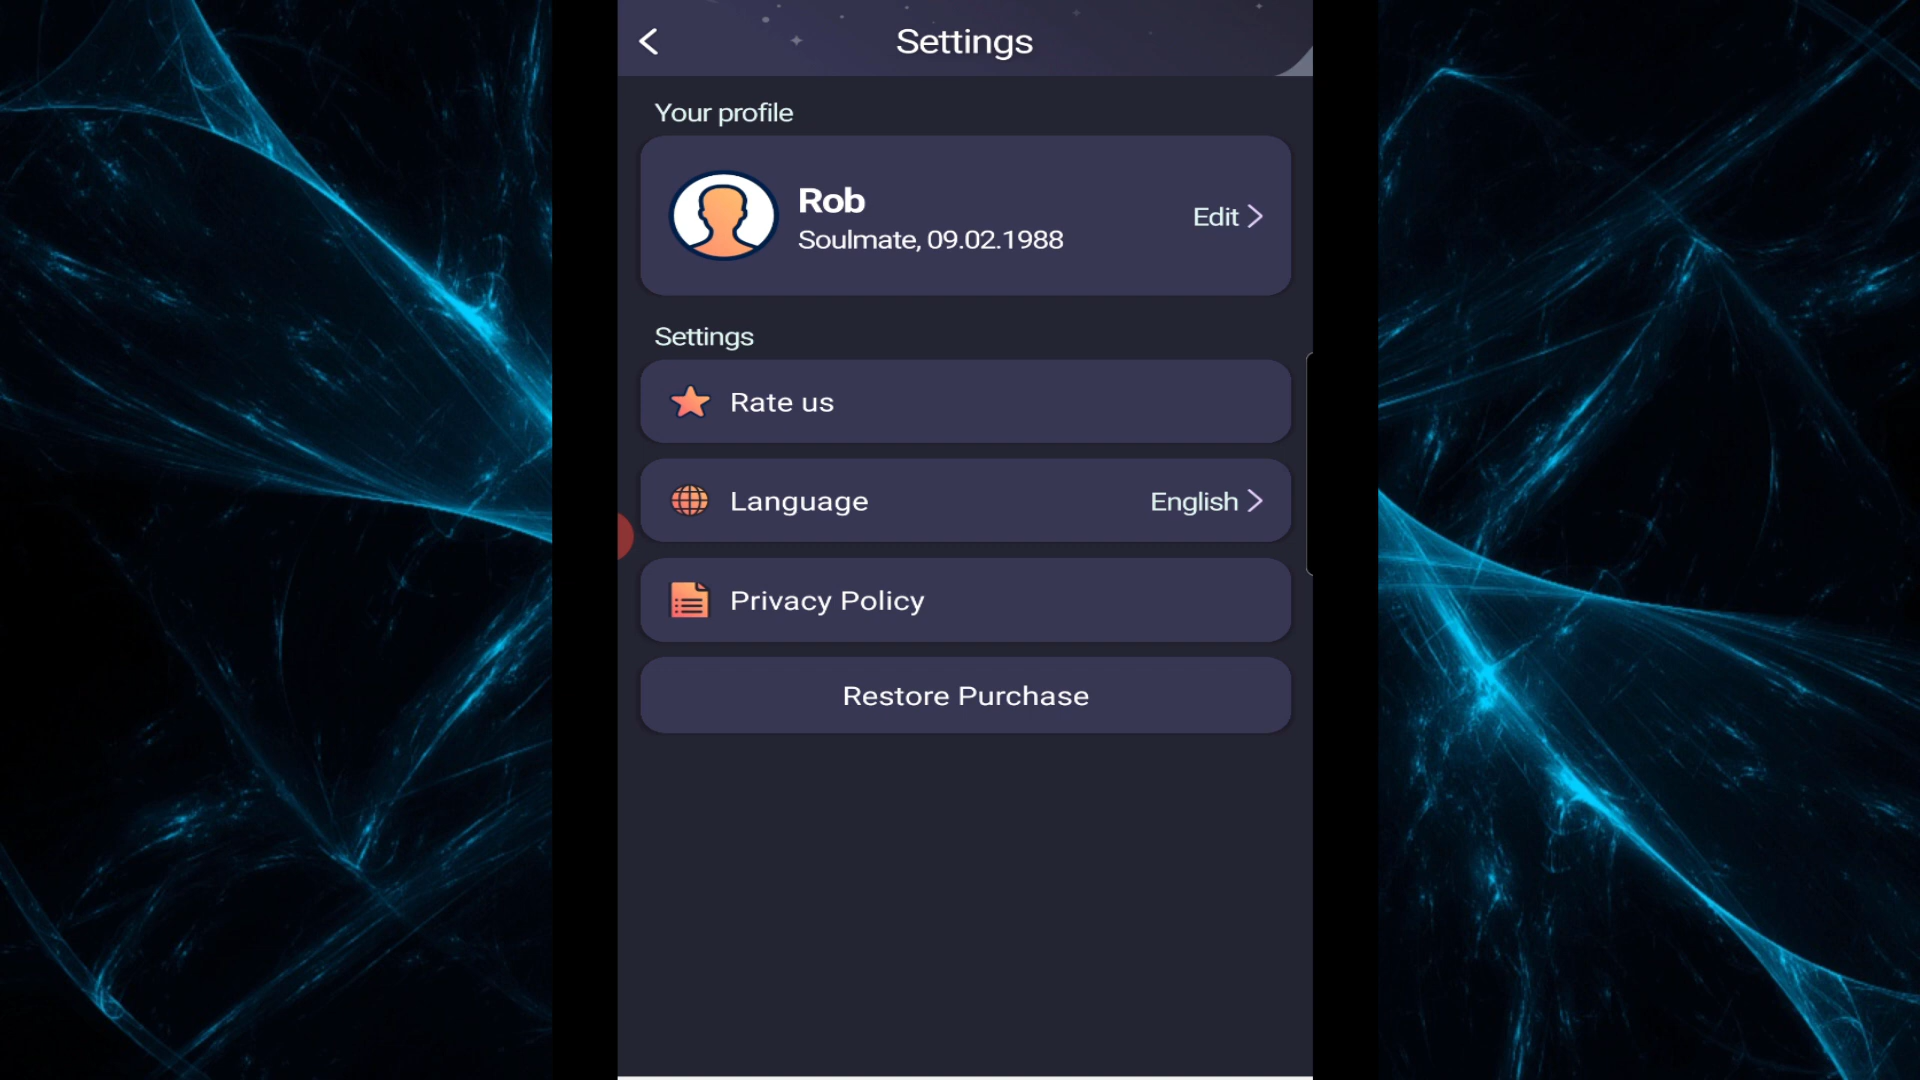 Settings
Your profile
Rob
Soulmate, 09.02.1988
Edit
Settings
Rate us
Language
English
Privacy Policy
Restore Purchase